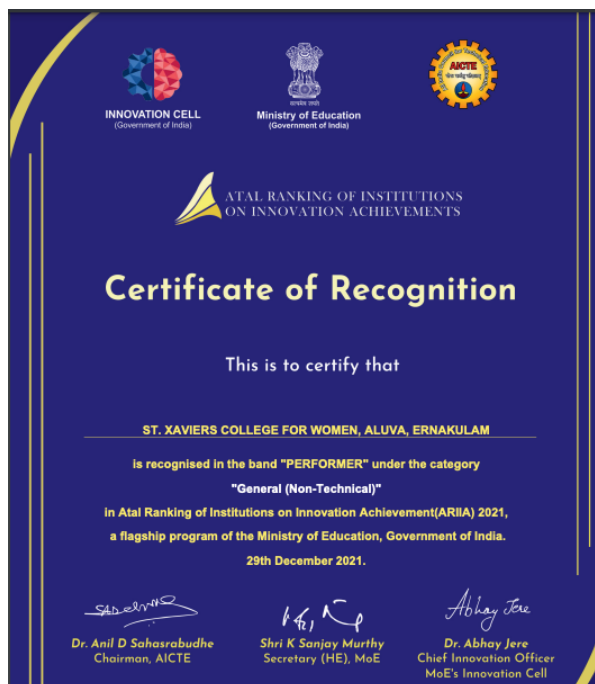 INNOVATION CELL
(Government of India)
सत्यमेव जयते
Ministry of Education
(Government of India)
AICTE
ATAL RANKING OF INSTITUTIONS
ON INNOVATION ACHIEVEMENTS
Certificate of Recognition
This is to certify that
ST. XAVIERS COLLEGE FOR WOMEN, ALUVA, ERNAKULAM
is recognised in the band "PERFORMER" under the category
"General (Non-Technical)"
in Atal Ranking of Institutions on Innovation Achievement(ARIIA) 2021,
a flagship program of the Ministry of Education, Government of India.
29th December 2021.
Abhay Jere
Dr. Anil D Sahasrabudhe
Chairman, AICTE
Shri K Sanjay Murthy
Secretary (HE), MoE
Dr. Abhay Jere
Chief Innovation Officer
MoE's Innovation Cell